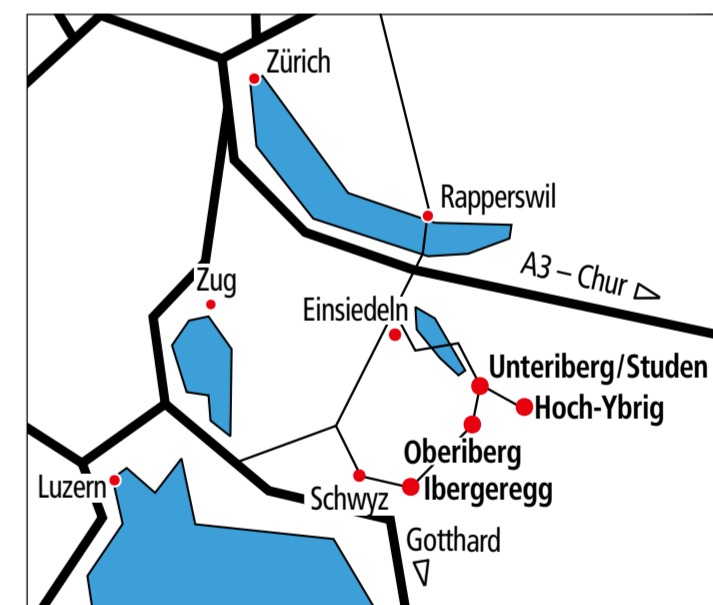 Zürich
Rapperswil
A3 – Chur
Zug
Einsiedeln
Unteriberg/Studen
Hoch-Ybrig
Oberiberg
Luzern
Schwyz
Ibergeregg
Gotthard